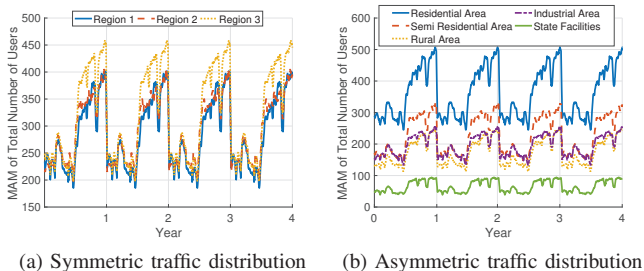 Region 1 Region 2 Region 3
MAM of Total Number of Users
500
450
400
350
300
250
200
150
1 2 3 4
Year
(a) Symmetric traffic distribution
Residential Area Industrial Area
Semi Residential Area State Facilities
Rural Area
MAM of Total Number of Users
600
500
400
300
200
100
0
0 1 2 3 4
Year
(b) Asymmetric traffic distribution